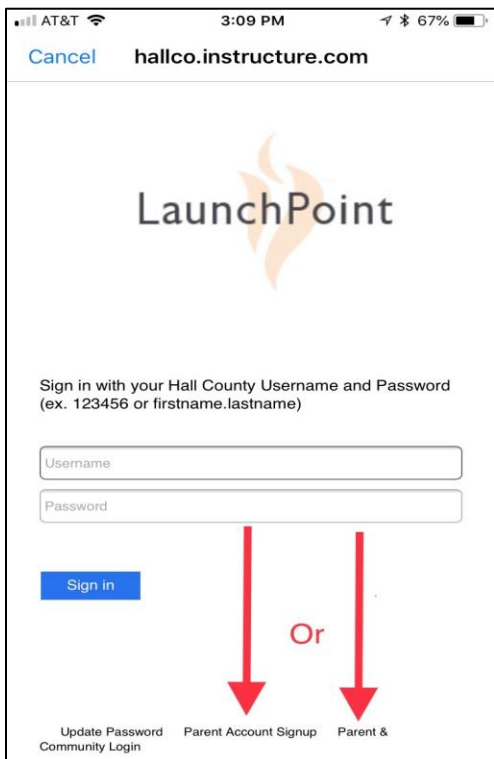 AT&T 3:09 PM 67%
Cancel hallco.instructure.com
LaunchPoint
Sign in with your Hall County Username and Password
(ex. 123456 or firstname.lastname)
Username
Password
Sign in
Or
Update Password Parent Account Signup Parent &
Community Login